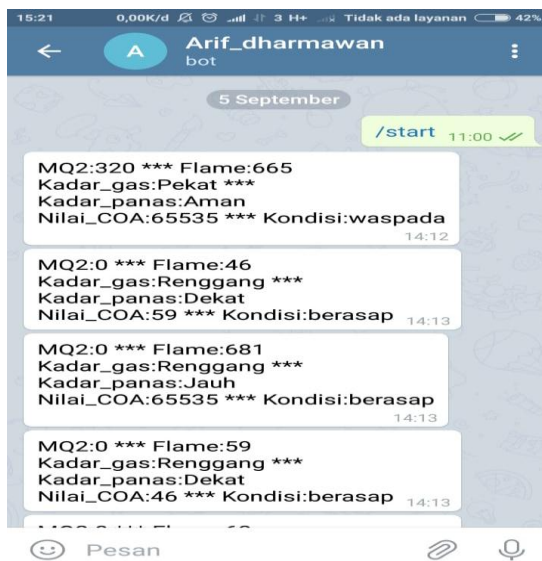 15:21 0,00K/d 3 H+ Tidak ada layanan 42%
A Arif_dharmawan
bot
5 September
/start 11:00
MQ2:320 *** Flame:665
Kadar_gas:Pekat ***
Kadar_panas:Aman
Nilai_COA:65535 *** Kondisi:waspada
14:12
MQ2:0 *** Flame:46
Kadar_gas:Renggang ***
Kadar_panas:Dekat
Nilai_COA:59 *** Kondisi:berasap 14:13
MQ2:0 *** Flame:681
Kadar_gas:Renggang ***
Kadar_panas:Jauh
Nilai_COA:65535 *** Kondisi:berasap
14:13
MQ2:0 *** Flame:59
Kadar_gas:Renggang ***
Kadar_panas:Dekat
Nilai_COA:46 *** Kondisi:berasap 14:13
Pesan